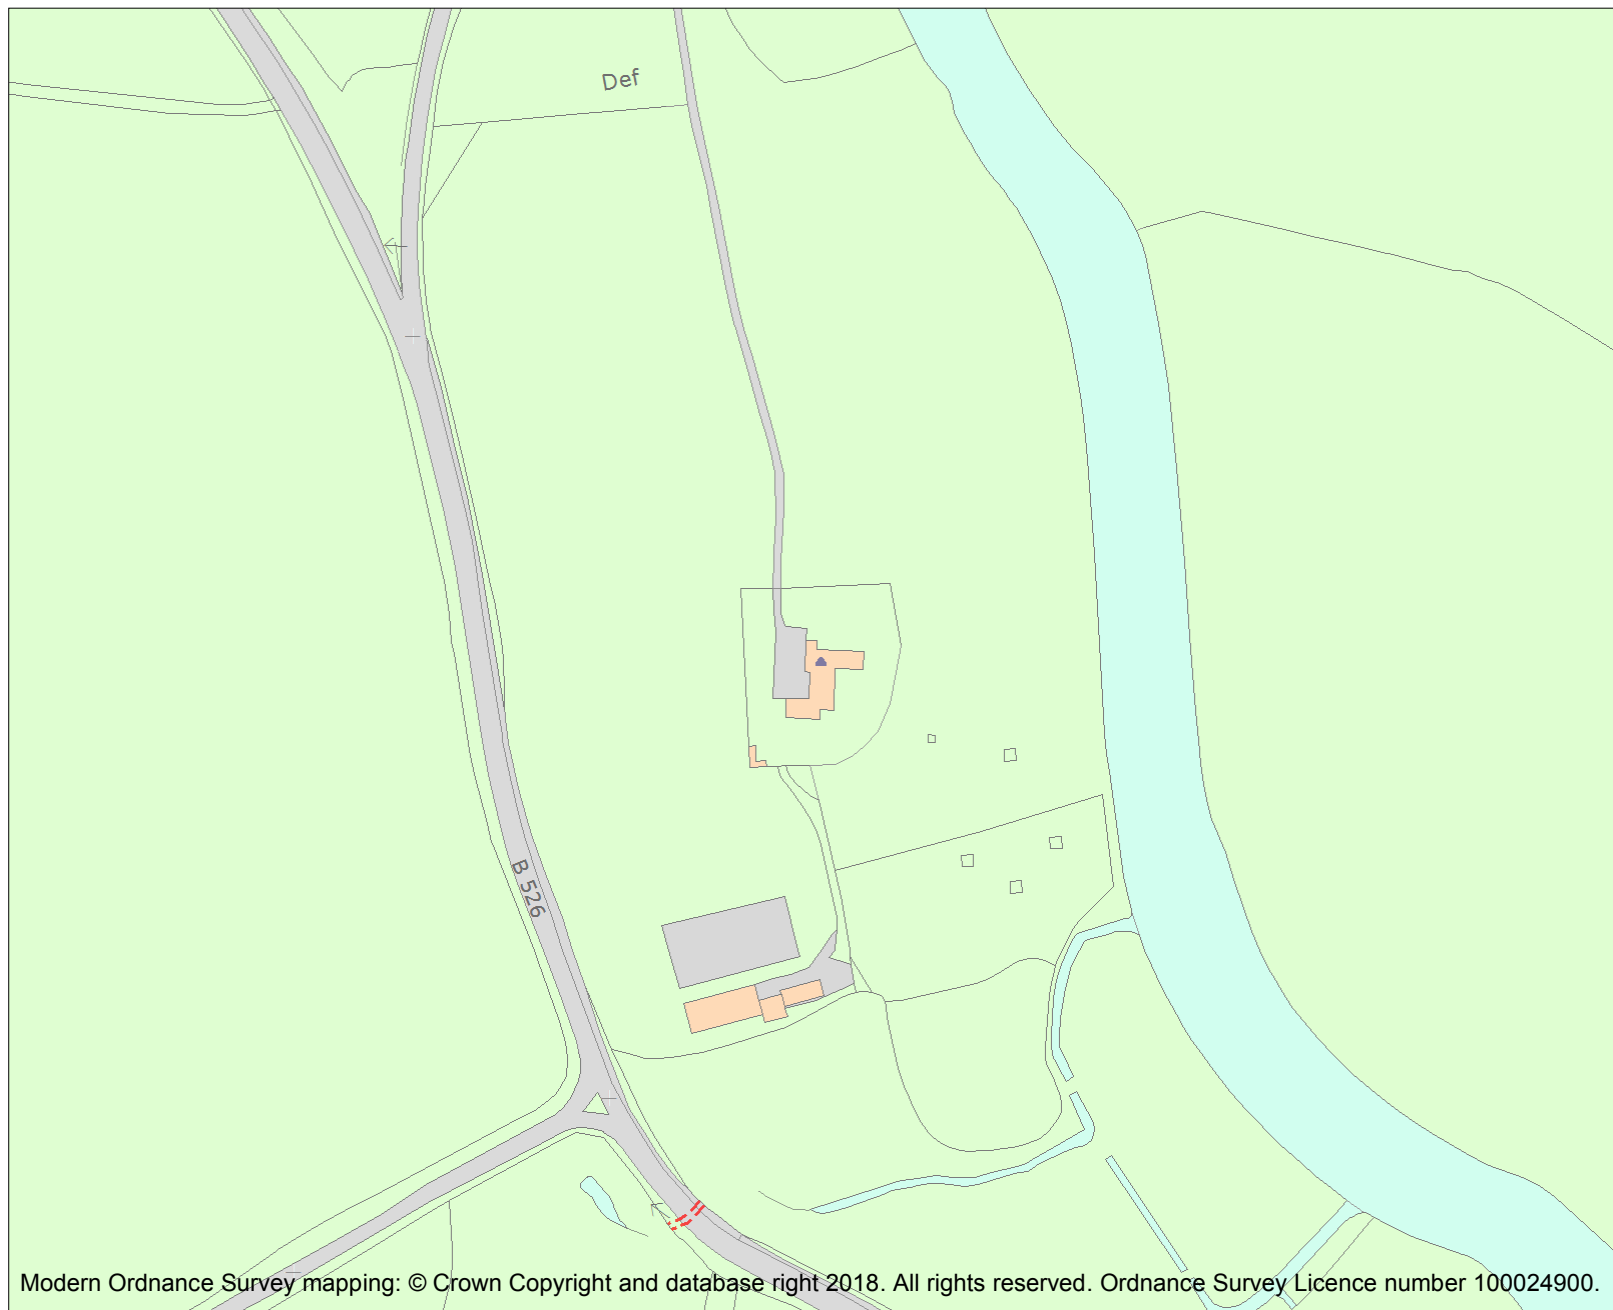 Def
B 526
Modern Ordnance Survey mapping: © Crown Copyright and database right 2018. All rights reserved. Ordnance Survey Licence number 100024900.